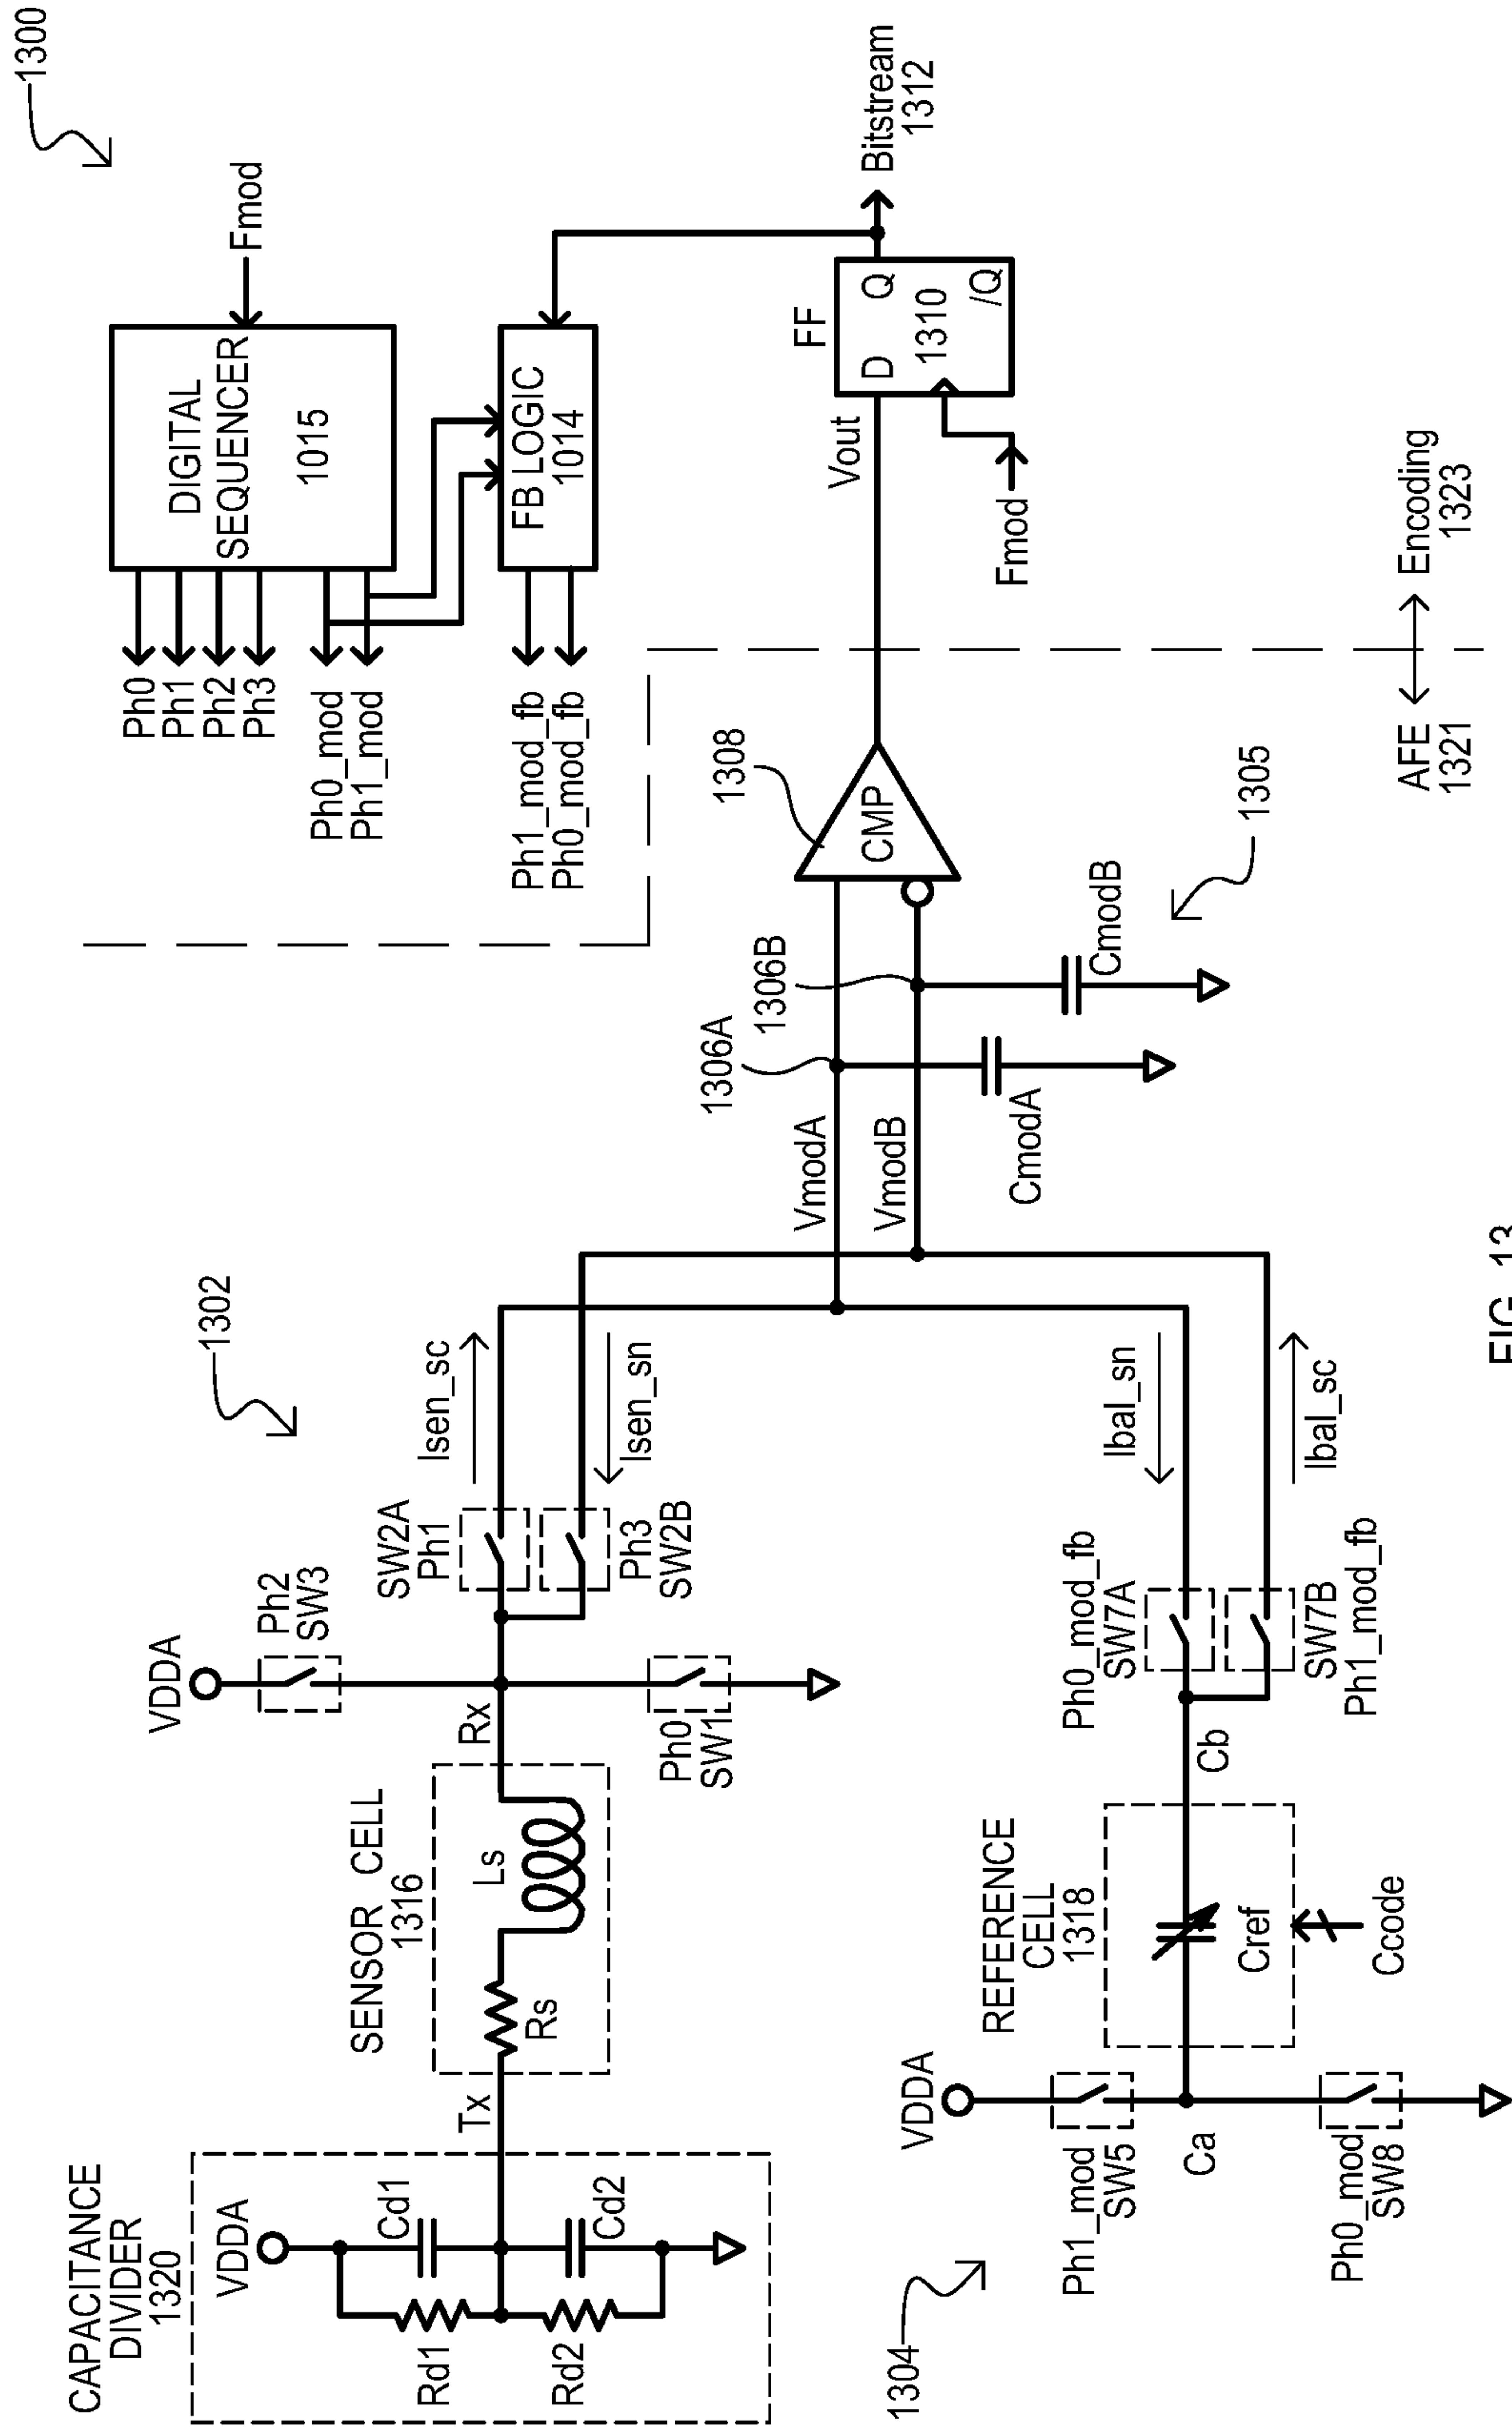 1300
1302
CAPACITANCE
DIVIDER
1320
VDDA
Cd1
Cd2
Rd1
Rd2
Tx
SENSOR CELL
1316
Rs
Ls
Rx
VDDA
Ph2
SW3
Ph0
SW1
SW2A
Ph1
Ph3
SW2B
Isen_sc
Isen_sn
DIGITAL
SEQUENCER
1015
Fmod
Ph0
Ph1
Ph2
Ph3
Ph0_mod
Ph1_mod
FB LOGIC
1014
Ph1_mod_fb
Ph0_mod_fb
VmodA
VmodB
1306A
1306B
CmodA
CmodB
1305
1308
CMP
Vout
FF
D
Q
1310
/Q
Fmod
Bitstream
1312
1304
VDDA
Ph1_mod
SW5
Ca
Ph0_mod
SW8
REFERENCE
CELL
1318
Cref
Ccode
Cb
Ph0_mod_fb
SW7A
SW7B
Ph1_mod_fb
Ibal_sn
Ibal_sc
AFE
1321
Encoding
1323
FIG. 13